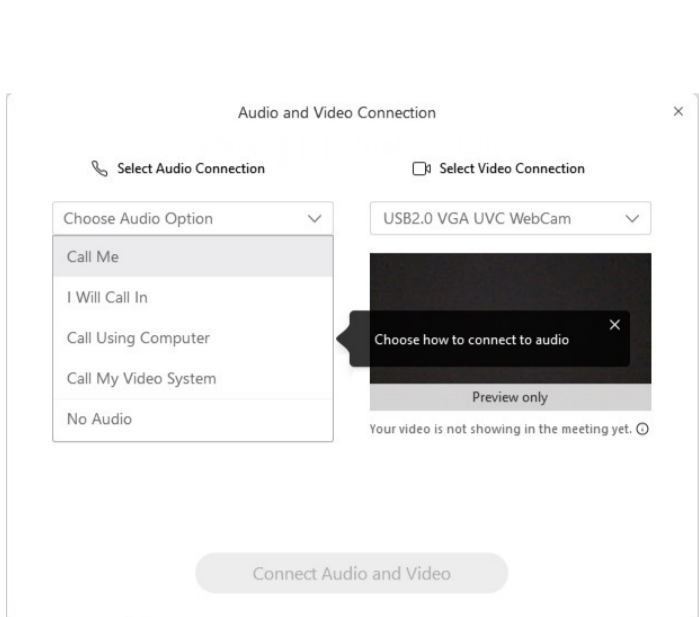 Audio and Video Connection
Select Audio Connection
Select Video Connection
Choose Audio Option
USB2.0 VGA UVC WebCam
Call Me
I Will Call In
Call Using Computer
Call My Video System
No Audio
Choose how to connect to audio
Preview only
Your video is not showing in the meeting yet.
Connect Audio and Video